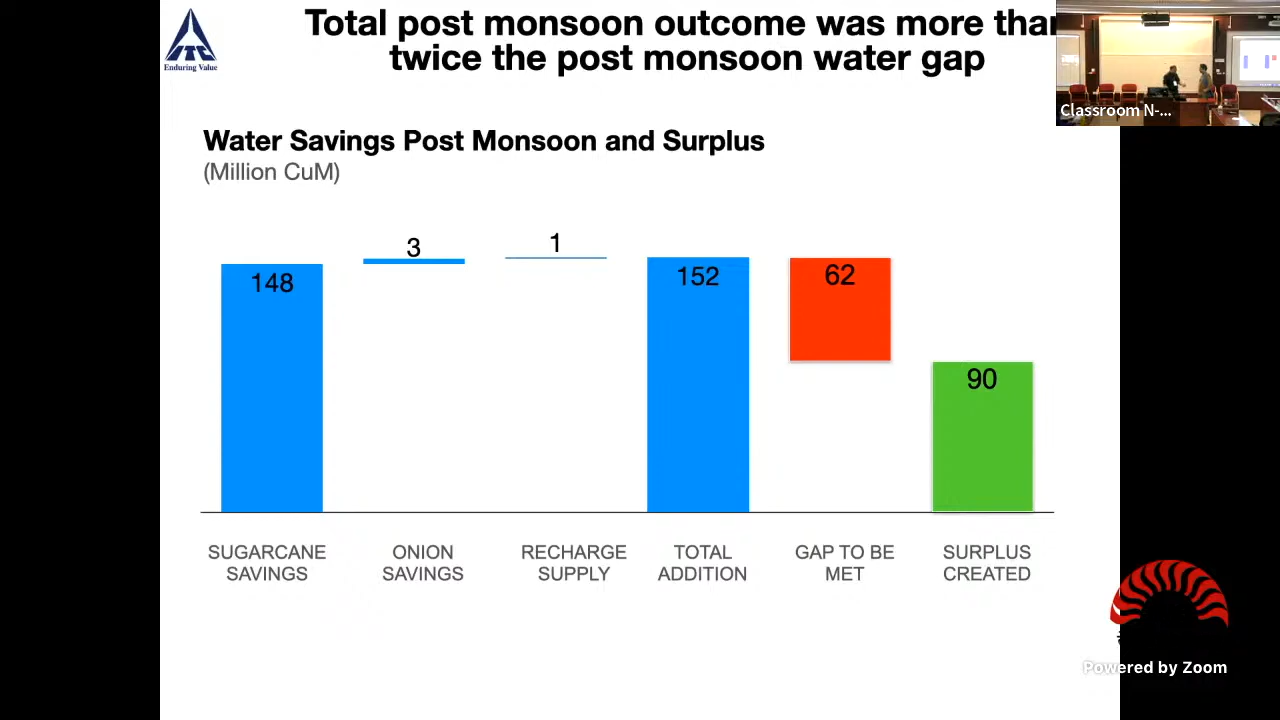 Total post monsoon outcome was more than
twice the post monsoon water gap
ITC
Enduring Value
Classroom N-...
Water Savings Post Monsoon and Surplus
(Million CuM)
148
3
1
152
62
90
SUGARCANE
SAVINGS
ONION
SAVINGS
RECHARGE
SUPPLY
TOTAL
ADDITION
GAP TO BE
MET
SURPLUS
CREATED
Powered by Zoom